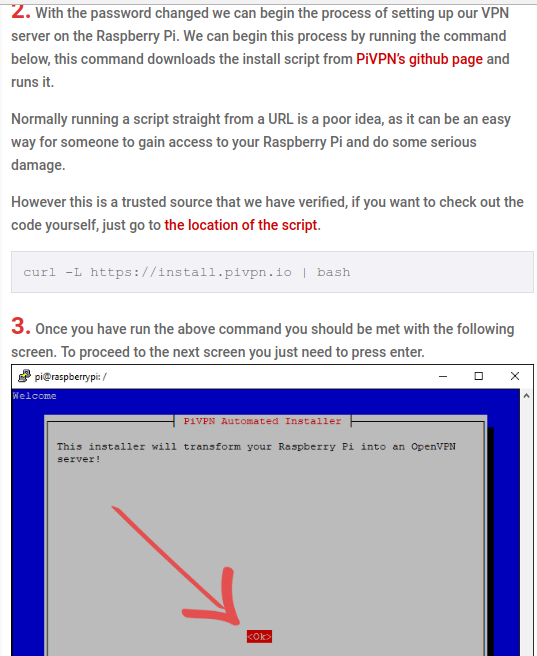 2. With the password changed we can begin the process of setting up our VPN
server on the Raspberry Pi. We can begin this process by running the command
below, this command downloads the install script from PiVPN’s github page and
runs it.
Normally running a script straight from a URL is a poor idea, as it can be an easy
way for someone to gain access to your Raspberry Pi and do some serious
damage.
However this is a trusted source that we have verified, if you want to check out the
code yourself, just go to the location of the script.
curl -L https://install.pivpn.io | bash
3. Once you have run the above command you should be met with the following
screen. To proceed to the next screen you just need to press enter.
pi@raspberrypi: /
Welcome
PiVPN Automated Installer
This installer will transform your Raspberry Pi into an OpenVPN
server!
<Ok>